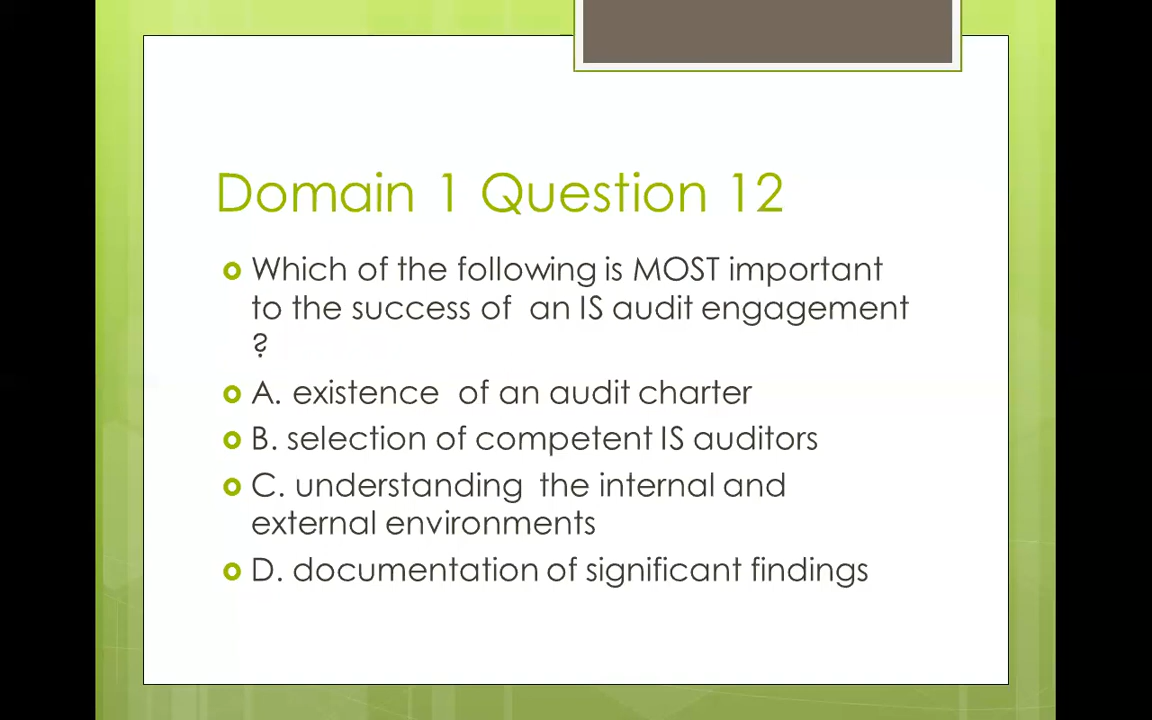 Domain 1 Question 12
Which of the following is MOST important
to the success of  an IS audit engagement
?
A. existence  of an audit charter
B. selection of competent IS auditors
C. understanding  the internal and
external environments
D. documentation of significant findings